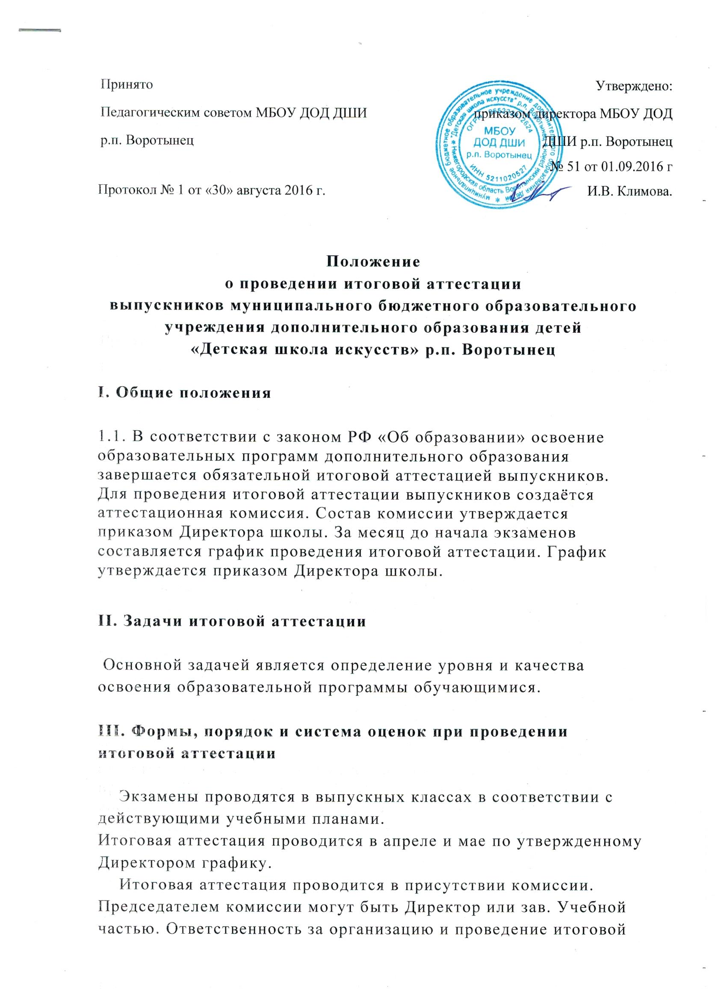 Принято
Педагогическим советом МБОУ ДОД ДШИ
р.п. Воротынец
Протокол № 1 от «30» августа 2016 г.
Утверждено:
приказом директора МБОУ ДОД
ДШИ р.п. Воротынец
№ 51 от 01.09.2016 г
И.В. Климова.
муниципальное бюджетное образовательное учреждение дополнительного образования детей
"Детская школа искусств" р.п. Воротынец
Нижегородская область Воротынский район
ОГРН
МБОУ
ДОД ДШИ
р.п. Воротынец
ИНН 5211020527
Положение
о проведении итоговой аттестации
выпускников муниципального бюджетного образовательного
учреждения дополнительного образования детей
«Детская школа искусств» р.п. Воротынец
I. Общие положения
1.1. В соответствии с законом РФ «Об образовании» освоение
образовательных программ дополнительного образования
завершается обязательной итоговой аттестацией выпускников.
Для проведения итоговой аттестации выпускников создаётся
аттестационная комиссия. Состав комиссии утверждается
приказом Директора школы. За месяц до начала экзаменов
составляется график проведения итоговой аттестации. График
утверждается приказом Директора школы.
II. Задачи итоговой аттестации
Основной задачей является определение уровня и качества
освоения образовательной программы обучающимися.
III. Формы, порядок и система оценок при проведении
итоговой аттестации
Экзамены проводятся в выпускных классах в соответствии с
действующими учебными планами.
Итоговая аттестация проводится в апреле и мае по утвержденному
Директором графику.
Итоговая аттестация проводится в присутствии комиссии.
Председателем комиссии могут быть Директор или зав. Учебной
частью. Ответственность за организацию и проведение итоговой